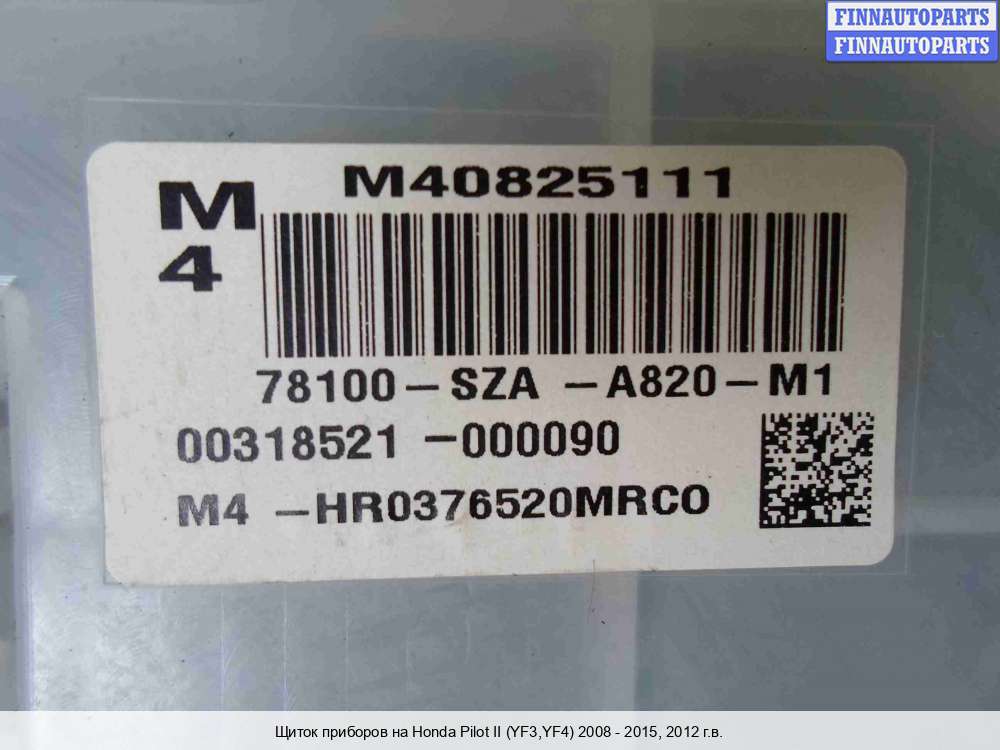 FINNAUTOPARTS
FINNAUTOPARTS
M40825111
M
4
78100-SZA -A820-M1
00318521-000090
M4 -HR0376520MRCO
Щиток приборов на Honda Pilot II (YF3,YF4) 2008 - 2015, 2012 г.в.